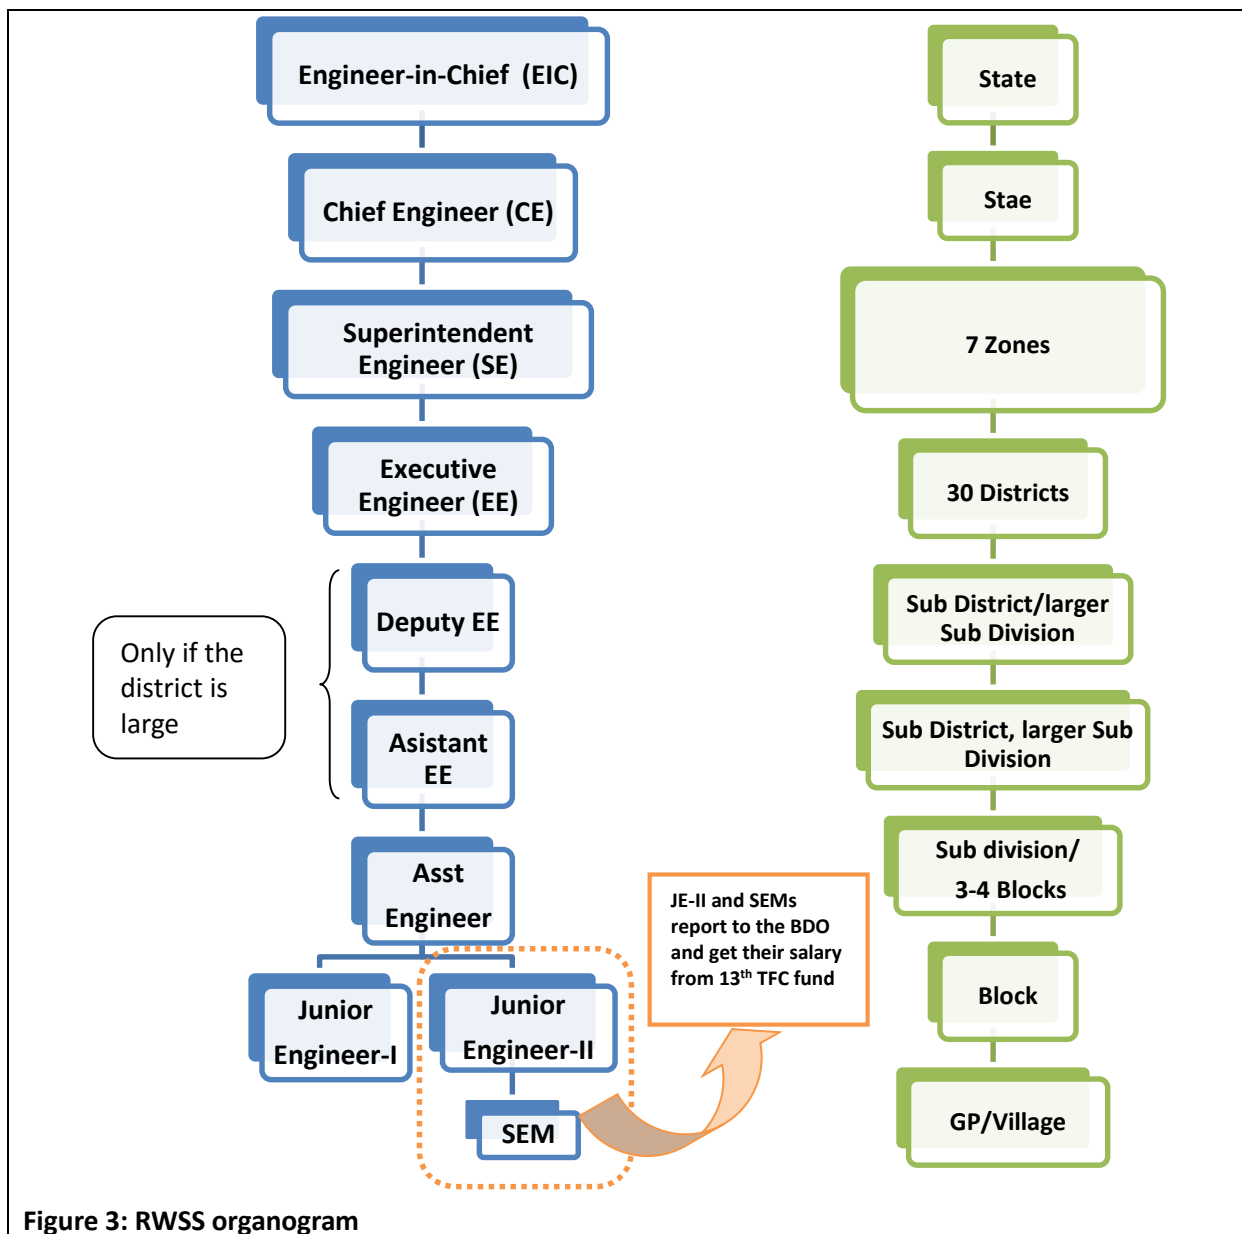 Engineer-in-Chief (EIC)
Chief Engineer (CE)
Superintendent
Engineer (SE)
Executive
Engineer (EE)
Deputy EE
Only if the
district is
large
Asistant
EE
Asst
Engineer
Junior
Engineer-I
Junior
Engineer-II
SEM
JE-II and SEMs
report to the BDO
and get their salary
from 13th TFC fund
State
Stae
7 Zones
30 Districts
Sub District/larger
Sub Division
Sub District, larger Sub
Division
Sub division/
3-4 Blocks
Block
GP/Village
Figure 3: RWSS organogram